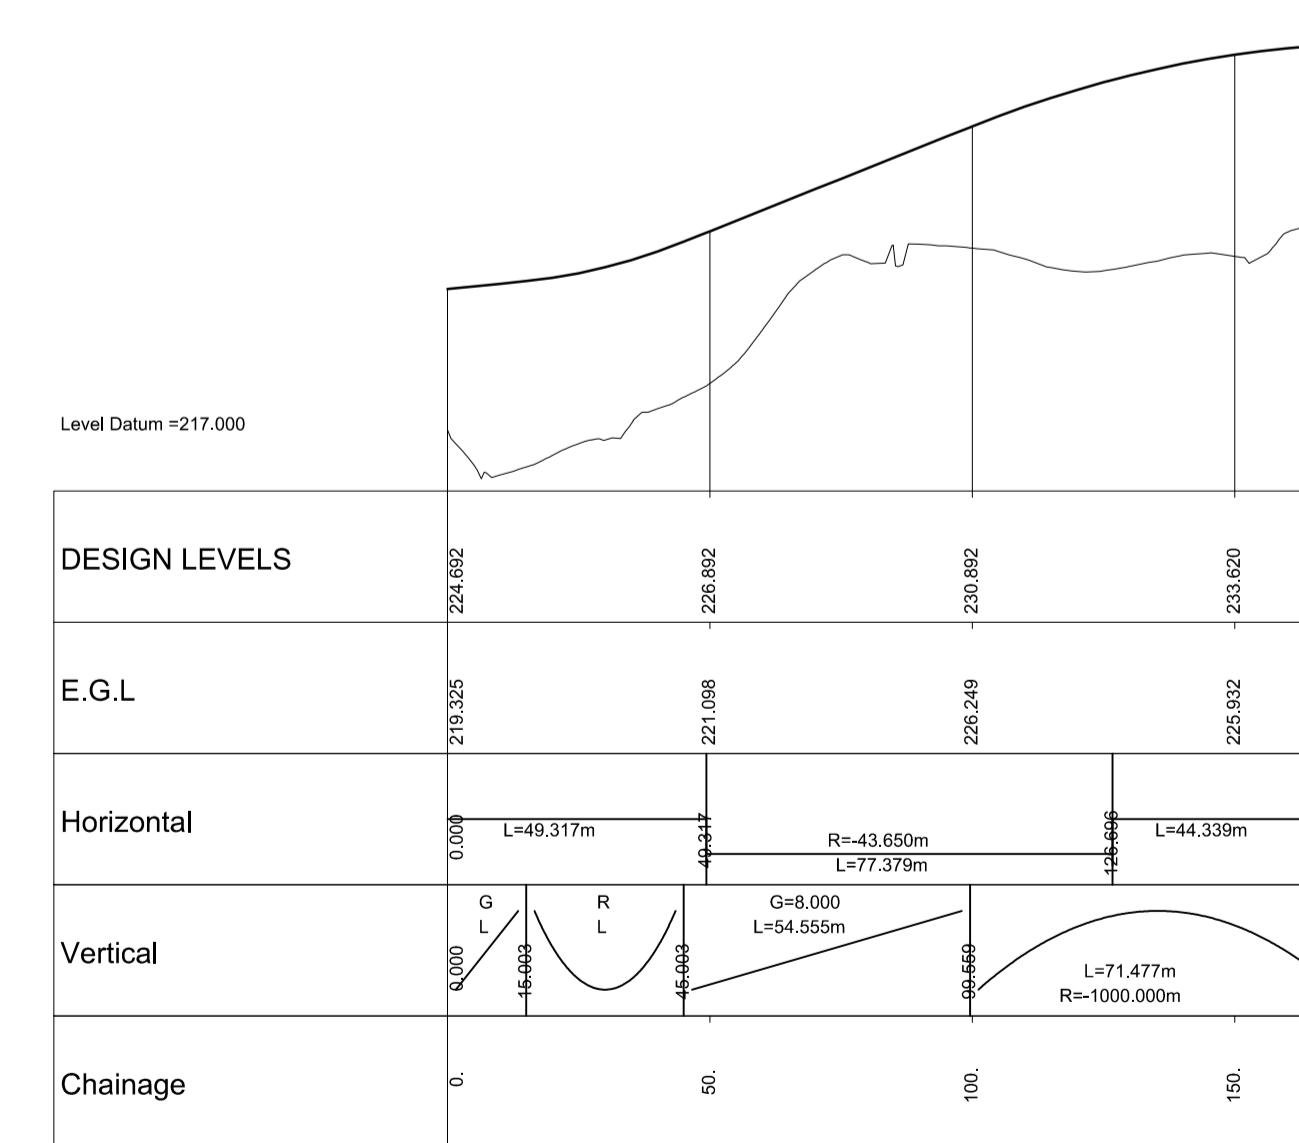 Level Datum =217.000
DESIGN LEVELS
224.692
226.892
230.892
233.620
E.G.L
219.325
221.098
226.249
225.932
Horizontal
0.000
L=49.317m
49.317
R=-43.650m
L=77.379m
126.696
L=44.339m
Vertical
0.000
G
L
15.003
R
L
45.003
G=8.000
L=54.555m
99.559
L=71.477m
R=-1000.000m
Chainage
0.
50.
100.
150.